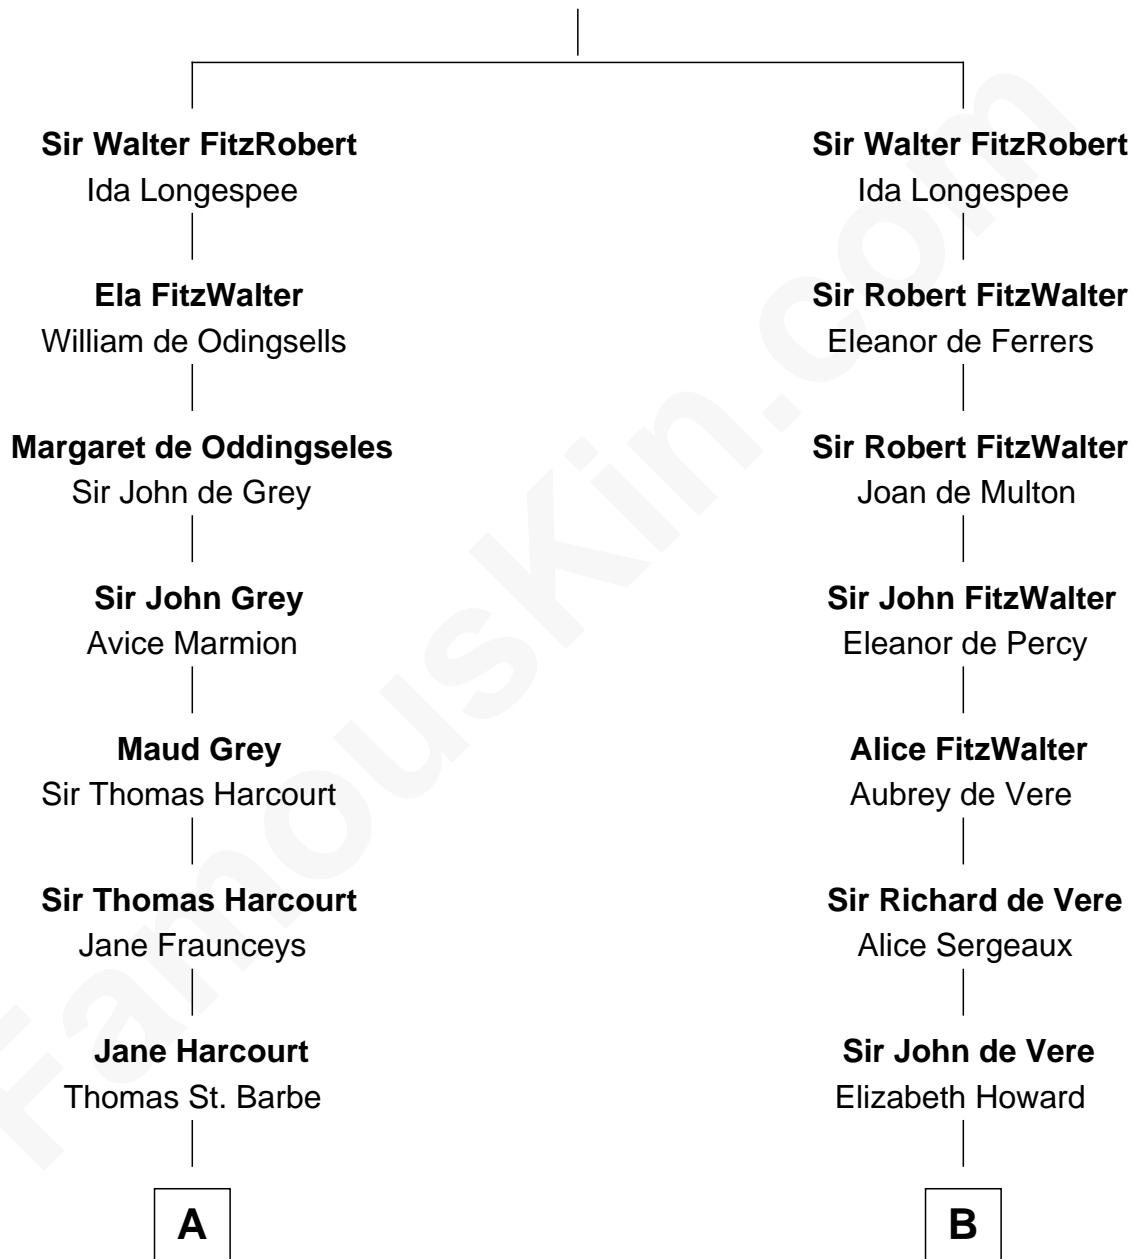 Sir Walter FitzRobert
Ida Longespee
Ela FitzWalter
William de Odingsells
Margaret de Oddingseles
Sir John de Grey
Sir John Grey
Avice Marmion
Maud Grey
Sir Thomas Harcourt
Sir Thomas Harcourt
Jane Fraunceys
Jane Harcourt
Thomas St. Barbe
A
Sir Walter FitzRobert
Ida Longespee
Sir Robert FitzWalter
Eleanor de Ferrers
Sir Robert FitzWalter
Joan de Multon
Sir John FitzWalter
Eleanor de Percy
Alice FitzWalter
Aubrey de Vere
Sir Richard de Vere
Alice Sergeaux
Sir John de Vere
Elizabeth Howard
B
FamousKin.com